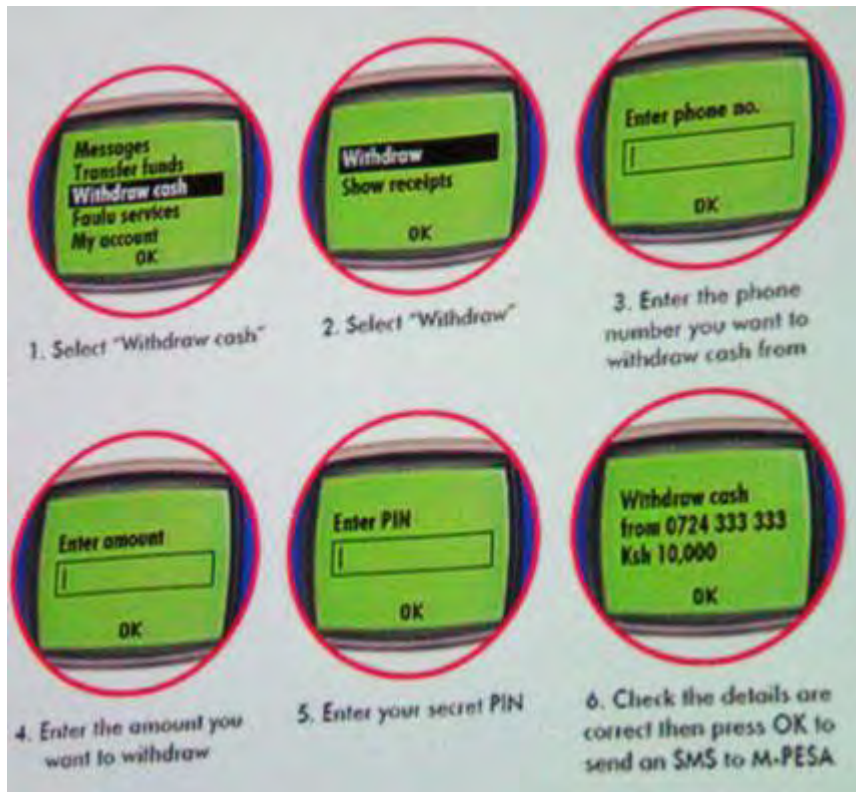 Messages
Transfer funds
Withdraw cash
Faulu services
My account
OK
1. Select "Withdraw cash"
Withdraw
Show receipts
OK
2. Select "Withdraw"
Enter phone no.
OK
3. Enter the phone
number you want to
withdraw cash from
Enter amount
OK
4. Enter the amount you
want to withdraw
Enter PIN
OK
5. Enter your secret PIN
Withdraw cash
from 0724 333 333
Ksh 10,000
OK
6. Check the details are
correct then press OK to
send an SMS to M-PESA